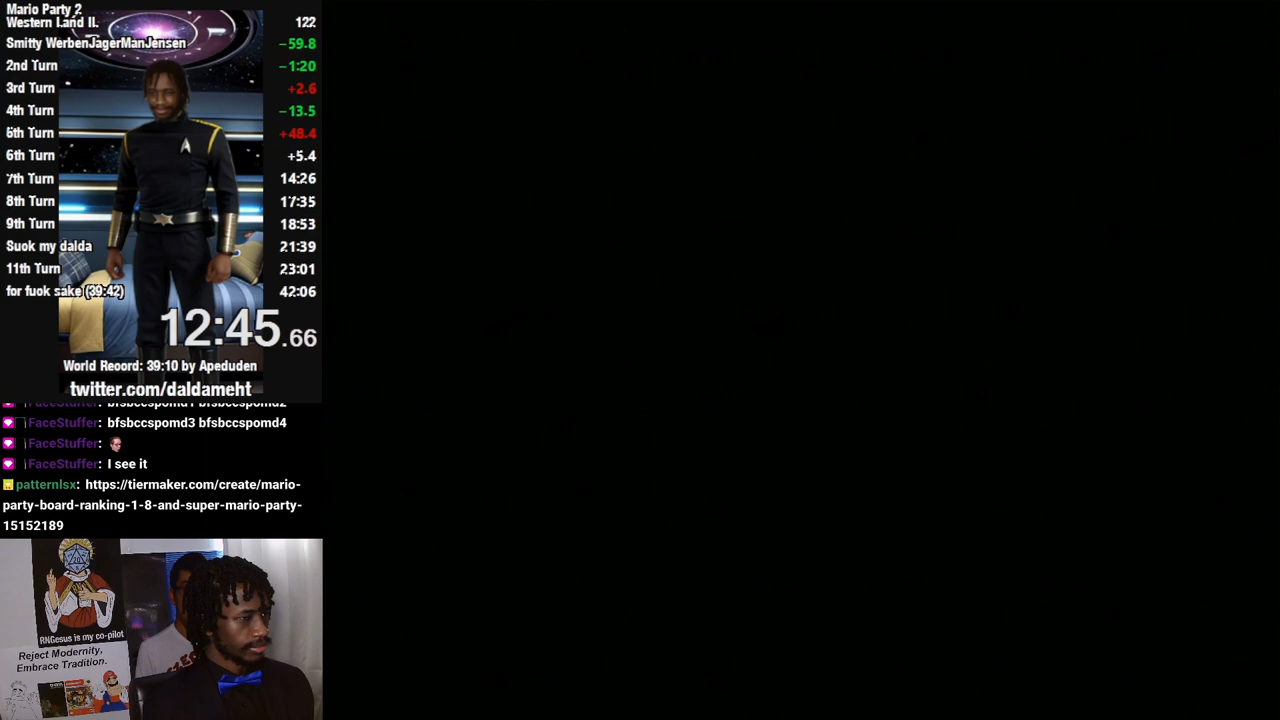 Mario Party 2
Western Land II. 122
Smitty WerbenJagerManJensen −59.8
2nd Turn −1:20
3rd Turn +2.6
4th Turn −13.5
5th Turn +48.4
6th Turn +5.4
7th Turn 14:26
8th Turn 17:35
9th Turn 18:53
Suok my dalda 21:39
11th Turn 23:01
for fuok sake (39:42) 42:06
12:45.66
World Record: 39:10 by Apeduden
twitter.com/daldameht
FaceStuffer: bfsbccspomd1 bfsbccspomd2
FaceStuffer: bfsbccspomd3 bfsbccspomd4
FaceStuffer:
FaceStuffer: I see it
patternlsx: https://tiermaker.com/create/mario-
party-board-ranking-1-8-and-super-mario-party-
15152189
RNGesus is my co-pilot
Reject Modernity,
Embrace Tradition.